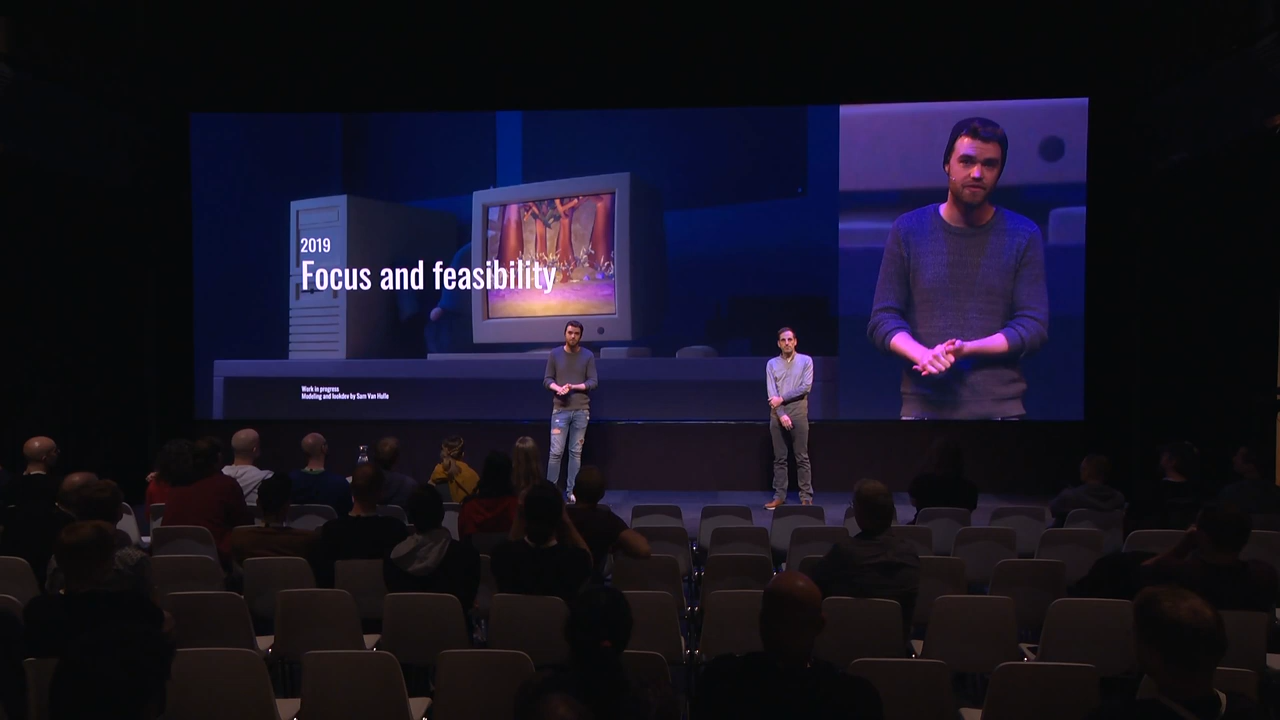 2019
Focus and feasibility
Work in progress
Modeling and lookdev by Sam Van Hulle